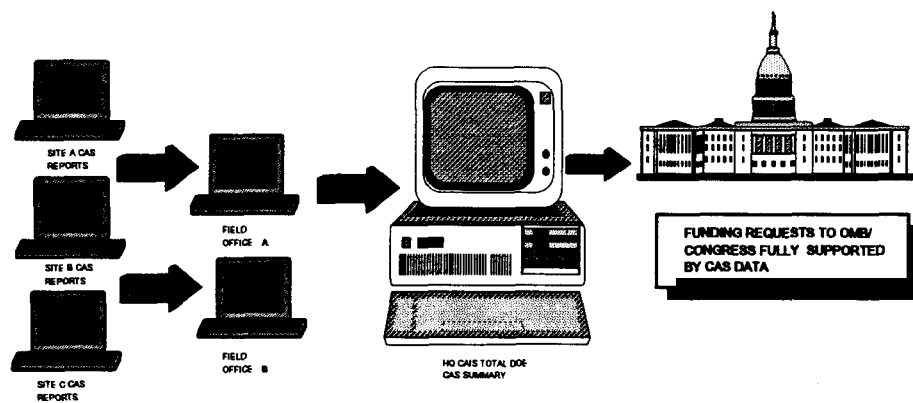 SITE A CAS
REPORTS
SITE B CAS
REPORTS
SITE C CAS
REPORTS
FIELD
OFFICE A
FIELD
OFFICE B
HQ CAIS TOTAL DOE
CAS SUMMARY
FUNDING REQUESTS TO OMB/
CONGRESS FULLY SUPPORTED
BY CAS DATA